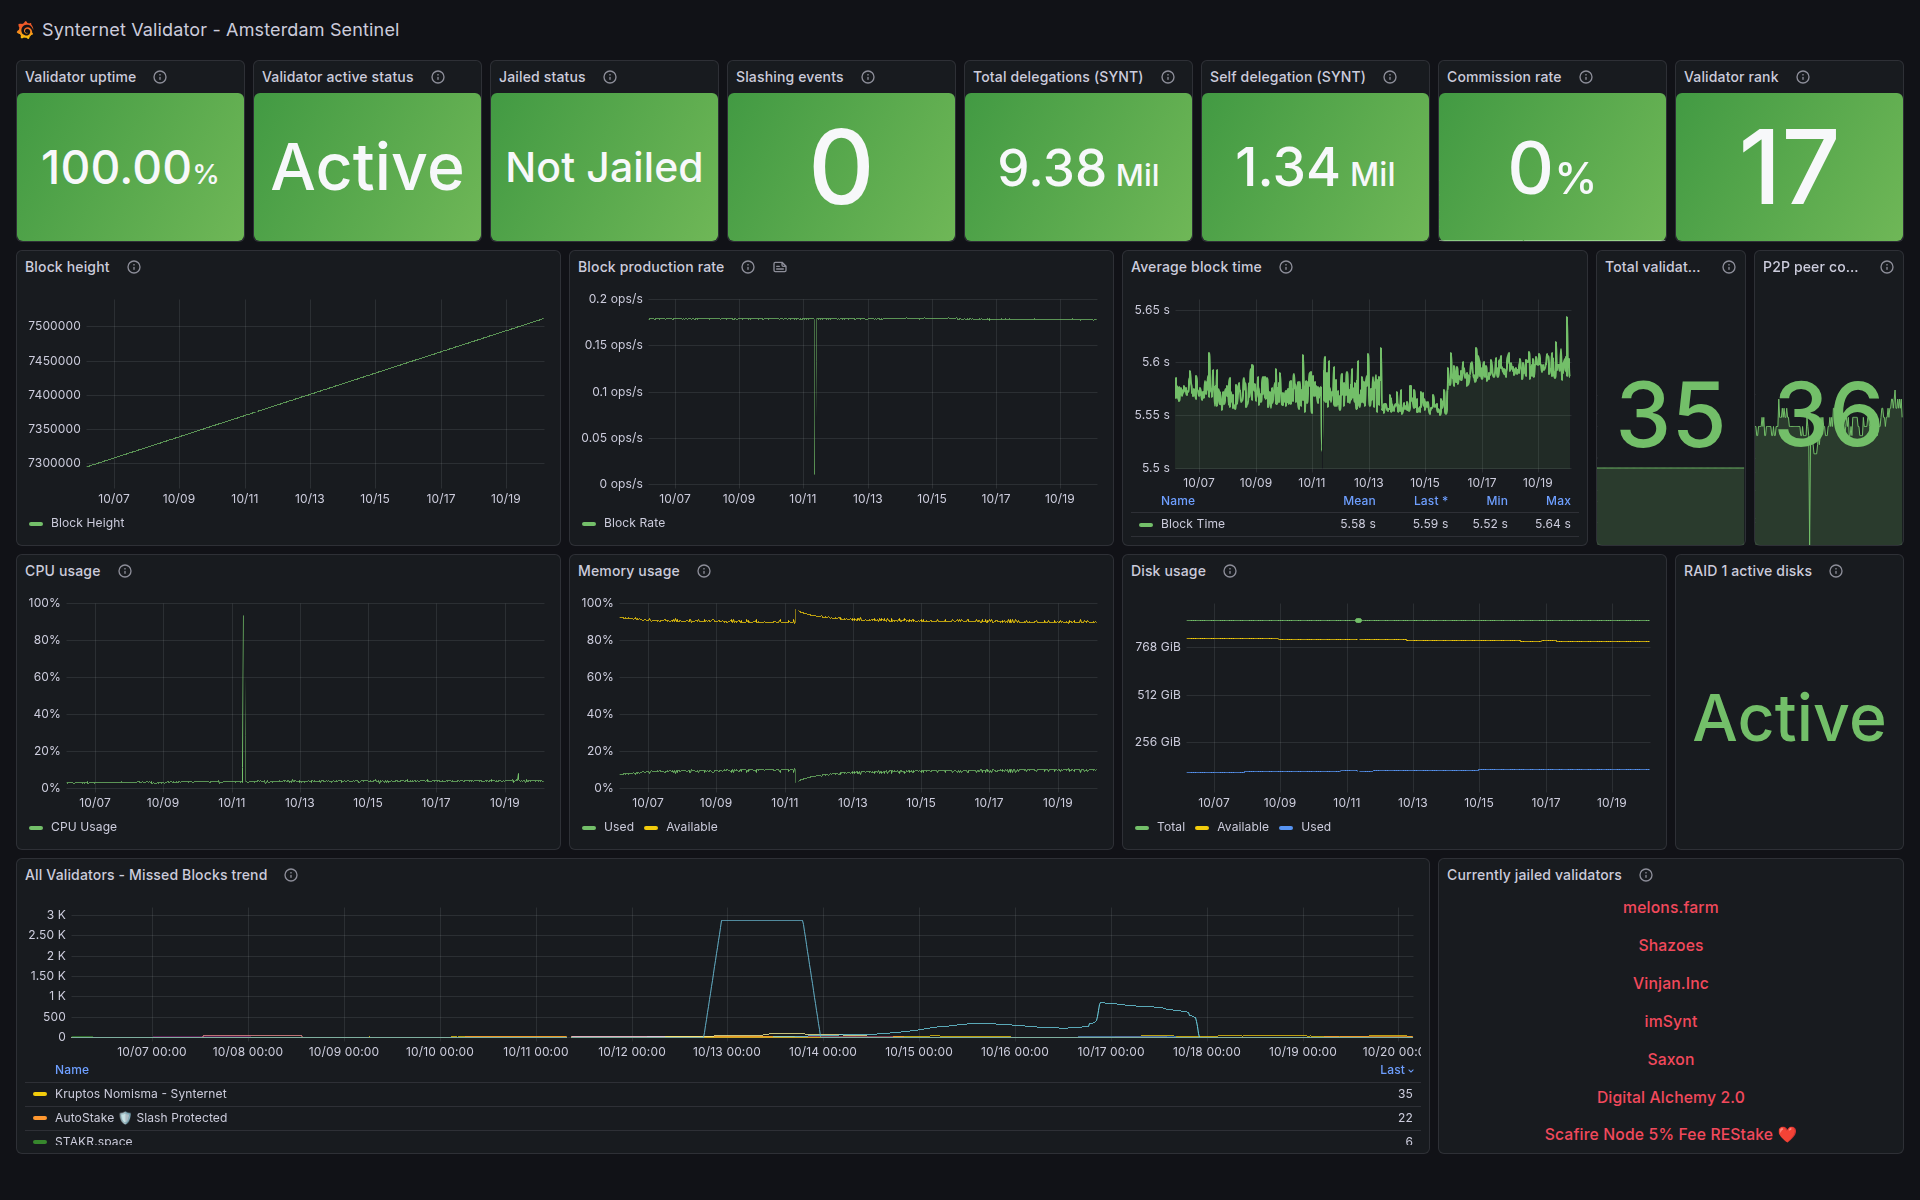 Synternet Validator - Amsterdam Sentinel
Validator uptime
100.00%
Validator active status
Active
Jailed status
Not Jailed
Slashing events
0
Total delegations (SYNT)
9.38 Mil
Self delegation (SYNT)
1.34 Mil
Commission rate
0%
Validator rank
17
Block height
7500000
7450000
7400000
7350000
7300000
10/07 10/09 10/11 10/13 10/15 10/17 10/19
Block Height
Block production rate
0.2 ops/s
0.15 ops/s
0.1 ops/s
0.05 ops/s
0 ops/s
10/07 10/09 10/11 10/13 10/15 10/17 10/19
Block Rate
Average block time
5.65 s
5.6 s
5.55 s
5.5 s
10/07 10/09 10/11 10/13 10/15 10/17 10/19
Name Mean Last * Min Max
Block Time 5.58 s 5.59 s 5.52 s 5.64 s
Total validat...
35
P2P peer co...
36
CPU usage
100%
80%
60%
40%
20%
0%
10/07 10/09 10/11 10/13 10/15 10/17 10/19
CPU Usage
Memory usage
100%
80%
60%
40%
20%
0%
10/07 10/09 10/11 10/13 10/15 10/17 10/19
Used Available
Disk usage
768 GiB
512 GiB
256 GiB
10/07 10/09 10/11 10/13 10/15 10/17 10/19
Total Available Used
RAID 1 active disks
Active
All Validators - Missed Blocks trend
3 K
2.50 K
2 K
1.50 K
1 K
500
0
10/07 00:00 10/08 00:00 10/09 00:00 10/10 00:00 10/11 00:00 10/12 00:00 10/13 00:00 10/14 00:00 10/15 00:00 10/16 00:00 10/17 00:00 10/18 00:00 10/19 00:00 10/20 00:0
Name Last
Kruptos Nomisma - Synternet 35
AutoStake 🛡️ Slash Protected 22
STAKR.space 6
Currently jailed validators
melons.farm
Shazoes
Vinjan.Inc
imSynt
Saxon
Digital Alchemy 2.0
Scafire Node 5% Fee REStake ❤️